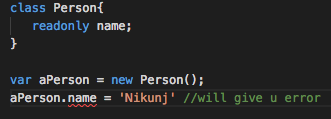 class Person{
readonly name;
}
var aPerson = new Person();
aPerson.name = 'Nikunj' //will give u error